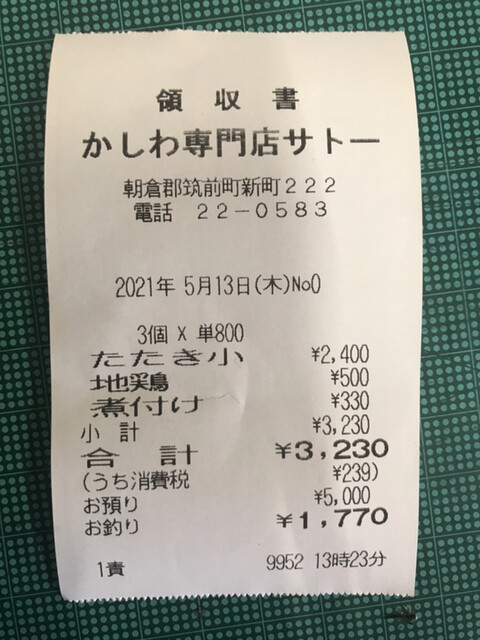 領収書
かしわ専門店サトー
朝倉郡筑前町新町222
電話 22-0583
2021年 5月13日(木)No0
3個 X 単800
たたき小 ¥2,400
地鶏 ¥500
煮付け ¥330
小計 ¥3,230
合計 ¥3,230
(うち消費税 ¥239)
お預り ¥5,000
お釣り ¥1,770
1責 9952 13時23分